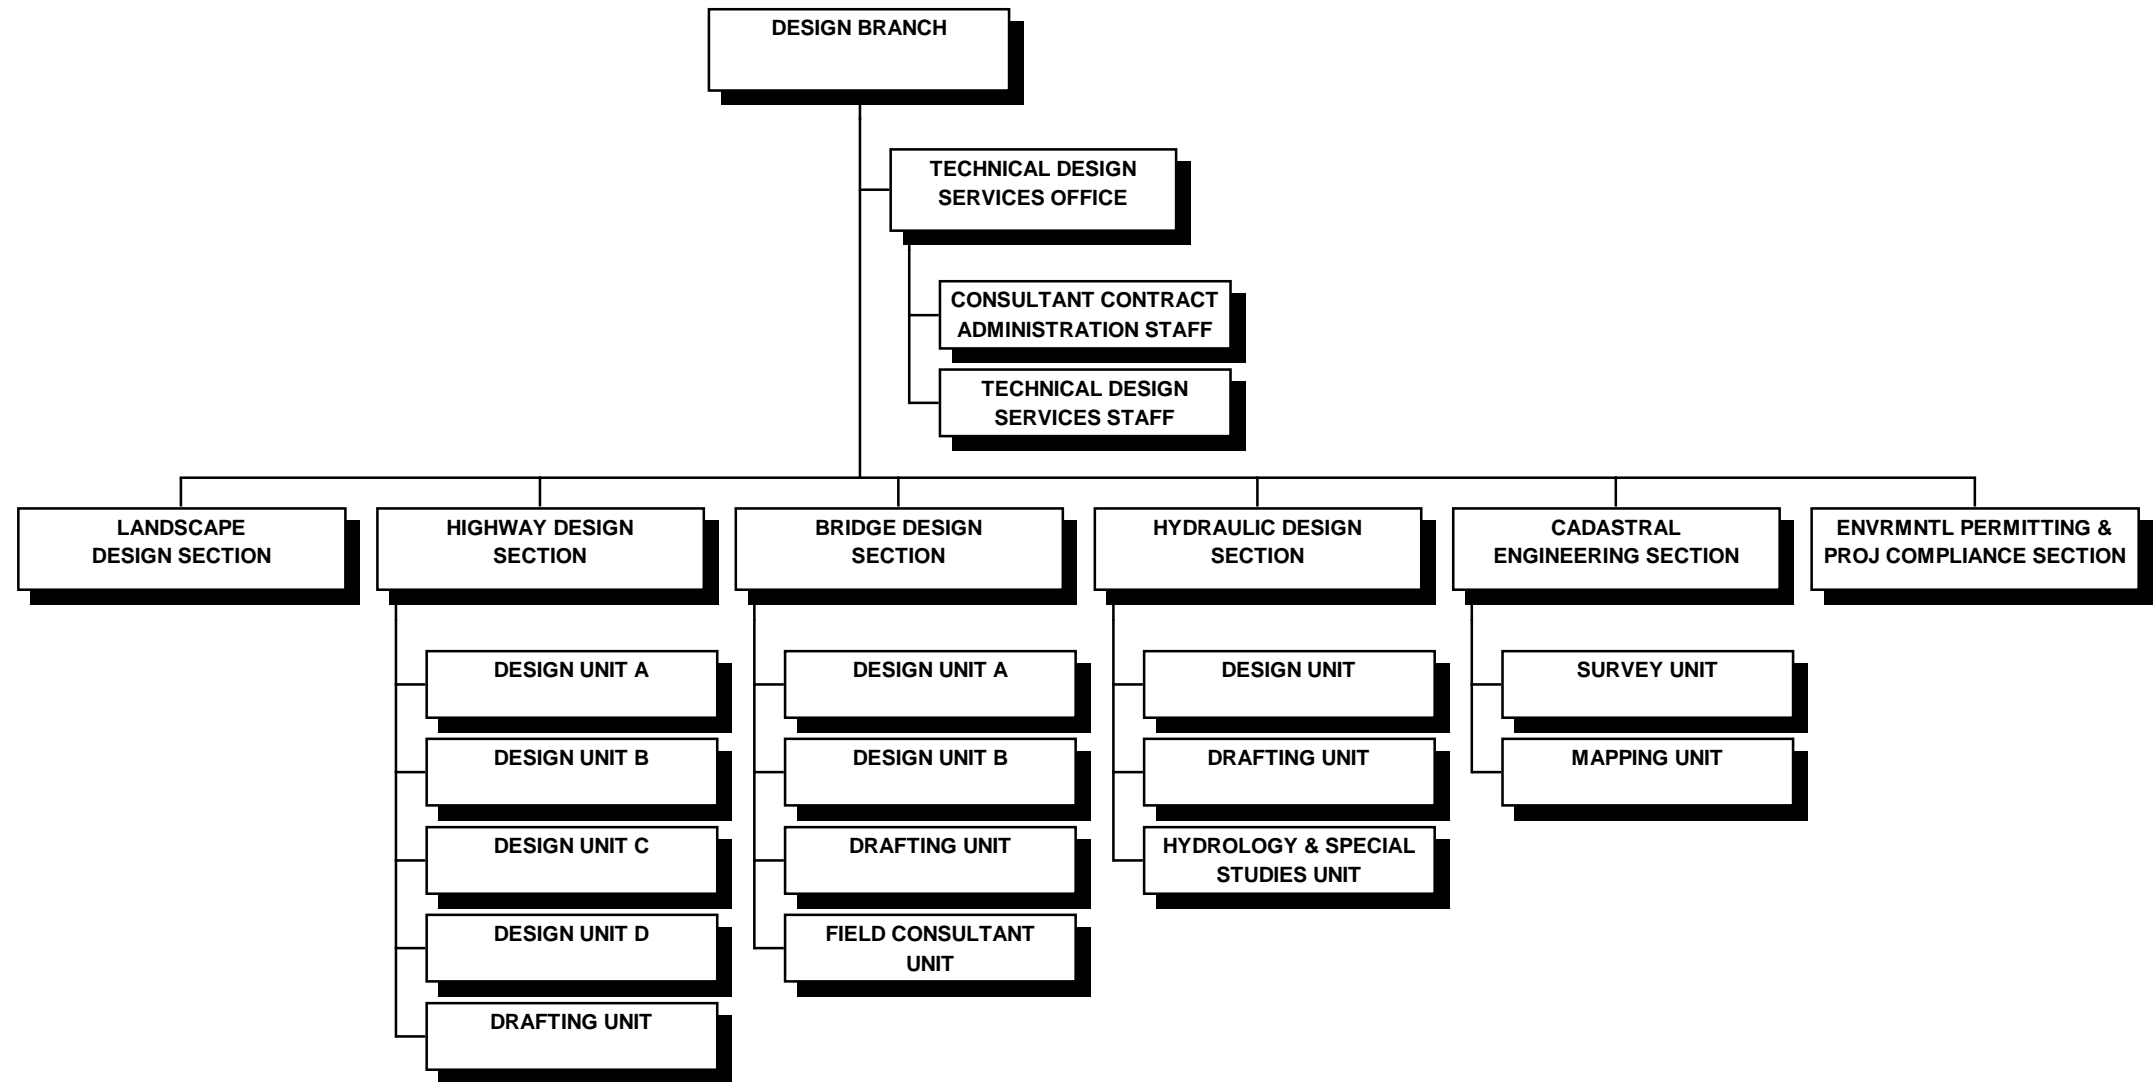 DESIGN BRANCH
TECHNICAL DESIGN
SERVICES OFFICE
CONSULTANT CONTRACT
ADMINISTRATION STAFF
TECHNICAL DESIGN
SERVICES STAFF
LANDSCAPE
DESIGN SECTION
HIGHWAY DESIGN
SECTION
BRIDGE DESIGN
SECTION
HYDRAULIC DESIGN
SECTION
CADASTRAL
ENGINEERING SECTION
ENVRMNTL PERMITTING &
PROJ COMPLIANCE SECTION
DESIGN UNIT A
DESIGN UNIT B
DESIGN UNIT C
DESIGN UNIT D
DRAFTING UNIT
DESIGN UNIT A
DESIGN UNIT B
DRAFTING UNIT
FIELD CONSULTANT
UNIT
DESIGN UNIT
DRAFTING UNIT
HYDROLOGY & SPECIAL
STUDIES UNIT
SURVEY UNIT
MAPPING UNIT